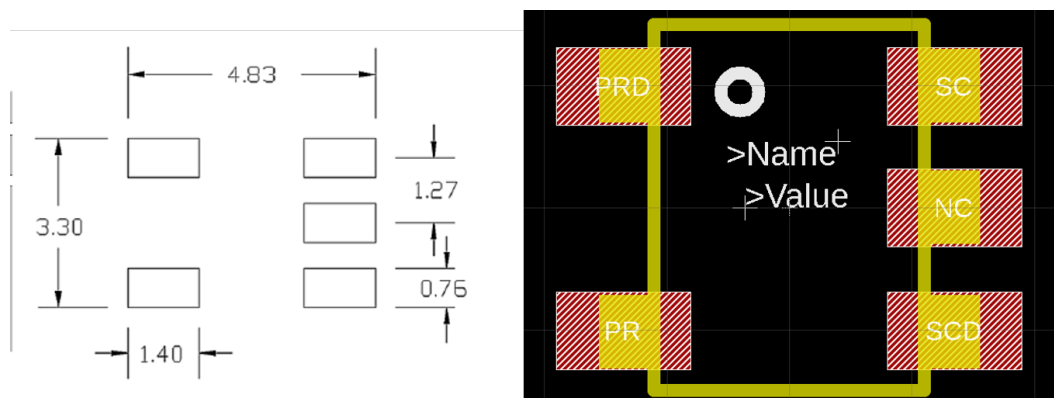 4.83
1.27
3.30
0.76
1.40
PRD
SC
>Name
>Value
NC
PR
SCD